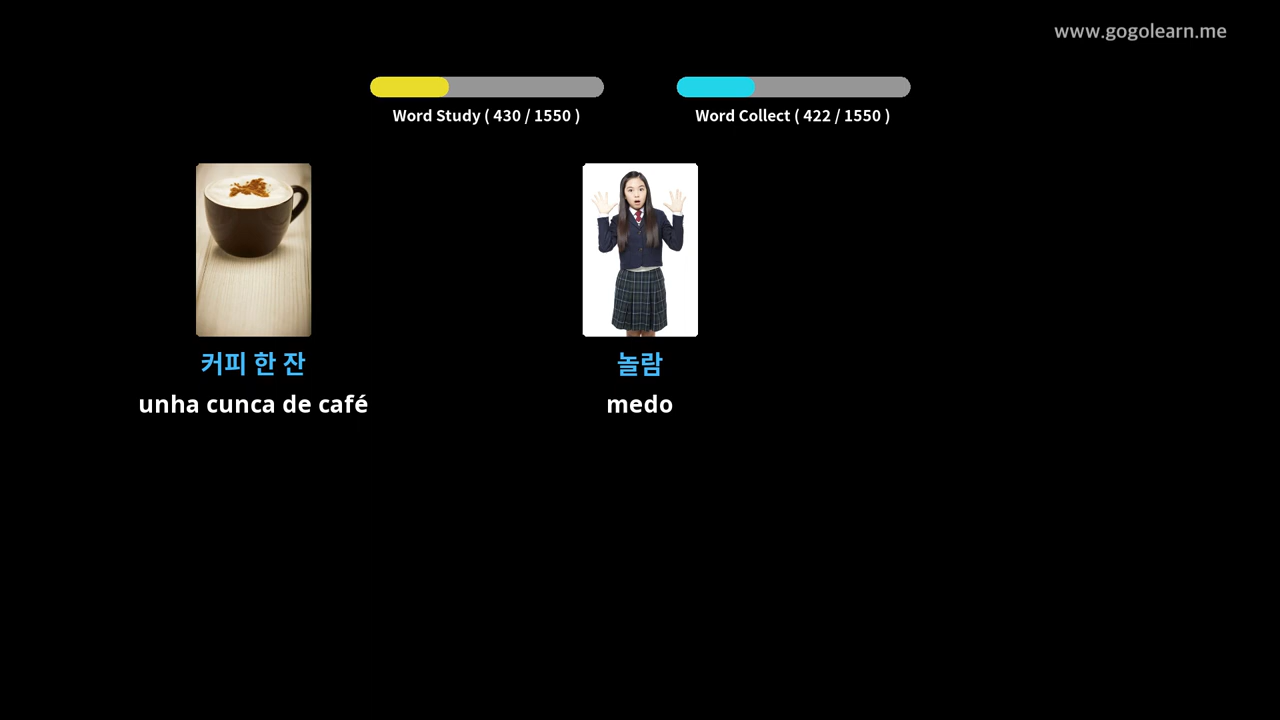 www.gogolearn.me
Word Study ( 430 / 1550 )
Word Collect ( 422 / 1550 )
커피 한 잔
unha cunca de café
놀람
medo